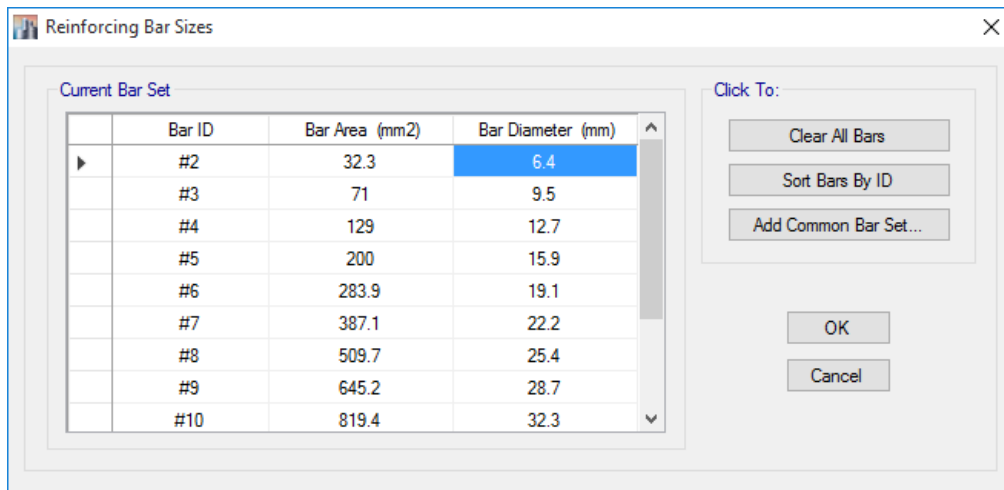 Reinforcing Bar Sizes
Current Bar Set
Bar ID Bar Area (mm2) Bar Diameter (mm)
#2 32.3 6.4
#3 71 9.5
#4 129 12.7
#5 200 15.9
#6 283.9 19.1
#7 387.1 22.2
#8 509.7 25.4
#9 645.2 28.7
#10 819.4 32.3
Click To:
Clear All Bars
Sort Bars By ID
Add Common Bar Set...
OK
Cancel